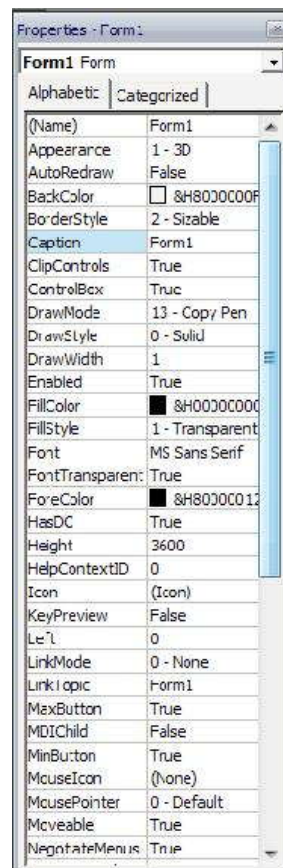 Properties - Form1
Form1 Form
Alphabetic Categorized
(Name) Form1
Appearance 1 - 3D
AutoRedraw False
BackColor &H8000000F
BorderStyle 2 - Sizable
Caption Form1
ClipControls True
ControlBox True
DrawMode 13 - Copy Pen
DrawStyle 0 - Solid
DrawWidth 1
Enabled True
FillColor &H00000000
FillStyle 1 - Transparent
Font MS Sans Serif
FontTransparent True
ForeColor &H80000012
HasDC True
Height 3600
HelpContextID 0
Icon (Icon)
KeyPreview False
Left 0
LinkMode 0 - None
LinkTopic Form1
MaxButton True
MDIChild False
MinButton True
MouseIcon (None)
MousePointer 0 - Default
Moveable True
NegotiateMenus True